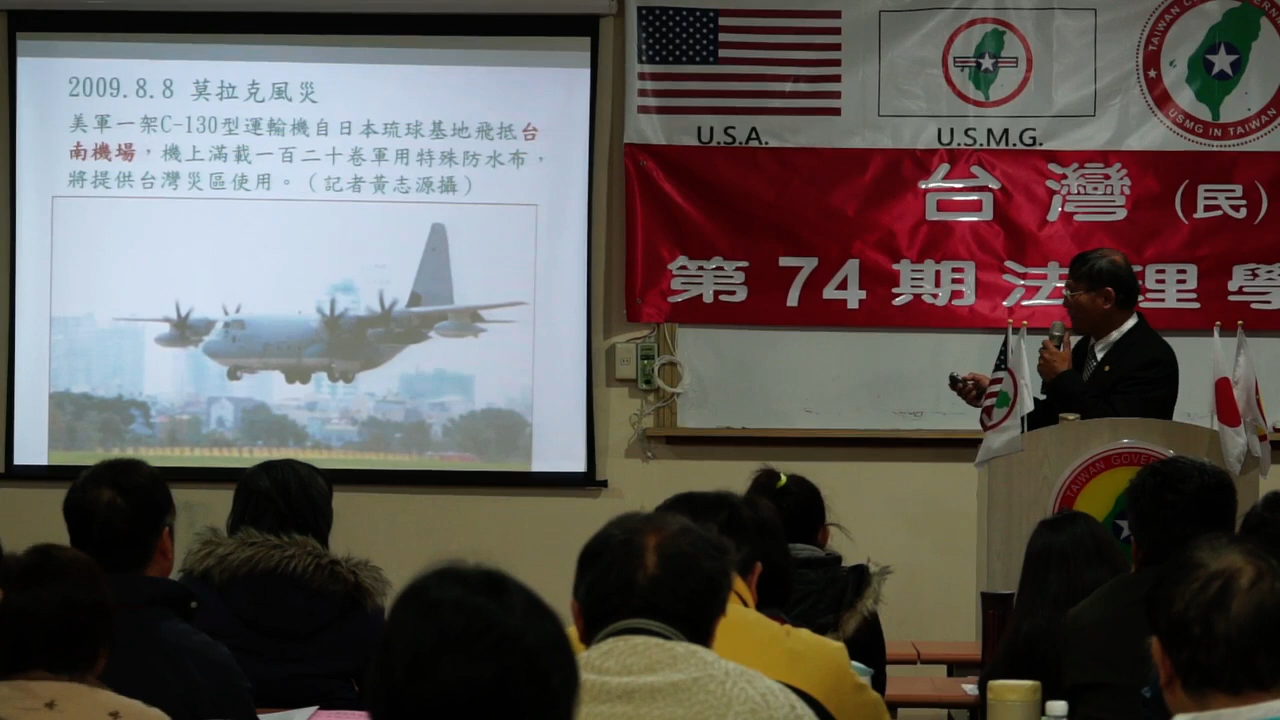 2009.8.8 莫拉克風災
美軍一架C-130型運輸機自日本琉球基地飛抵台
南機場，機上滿載一百二十卷軍用特殊防水布，
將提供台灣災區使用。（記者黃志源攝）
U.S.A.
U.S.M.G.
USMG IN TAIWAN
台灣(民)
第74期法理學
TAIWAN GOVERN